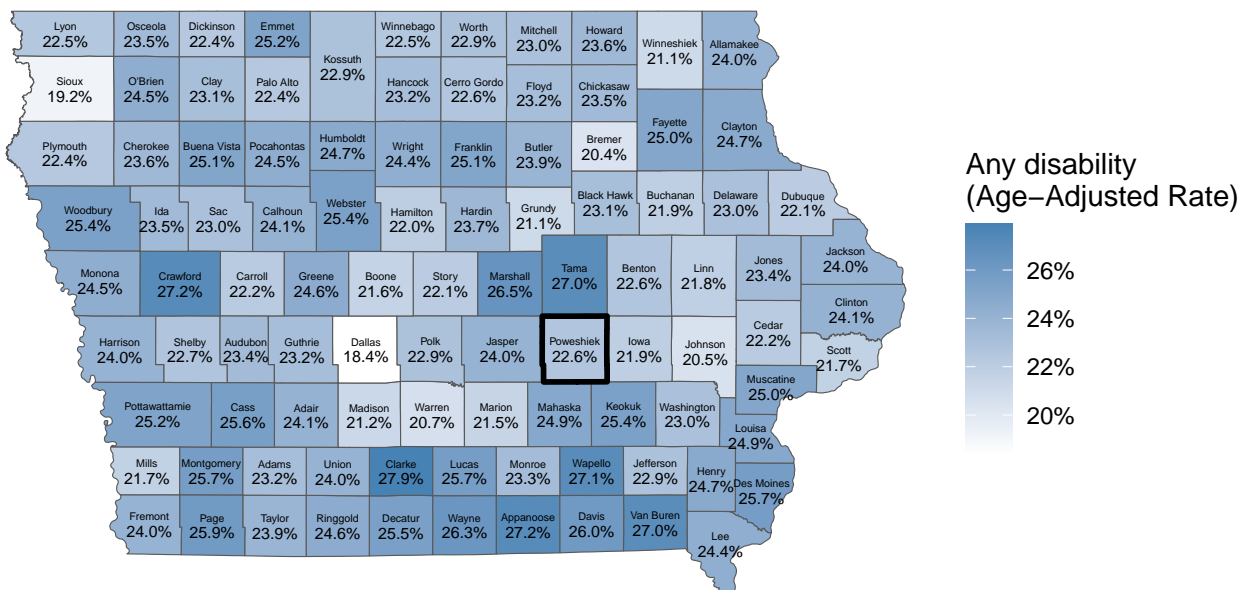 Lyon
22.5%
Osceola
23.5%
Dickinson
22.4%
Emmet
25.2%
Kossuth
22.9%
Winnebago
22.5%
Worth
22.9%
Mitchell
23.0%
Howard
23.6%
Winneshiek
21.1%
Allamakee
24.0%
Sioux
19.2%
O'Brien
24.5%
Clay
23.1%
Palo Alto
22.4%
Hancock
23.2%
Cerro Gordo
22.6%
Floyd
23.2%
Chickasaw
23.5%
Fayette
25.0%
Clayton
24.7%
Plymouth
22.4%
Cherokee
23.6%
Buena Vista
25.1%
Pocahontas
24.5%
Humboldt
24.7%
Wright
24.4%
Franklin
25.1%
Butler
23.9%
Bremer
20.4%
Woodbury
25.4%
Ida
23.5%
Sac
23.0%
Calhoun
24.1%
Webster
25.4%
Hamilton
22.0%
Hardin
23.7%
Grundy
21.1%
Black Hawk
23.1%
Buchanan
21.9%
Delaware
23.0%
Dubuque
22.1%
Monona
24.5%
Crawford
27.2%
Carroll
22.2%
Greene
24.6%
Boone
21.6%
Story
22.1%
Marshall
26.5%
Tama
27.0%
Benton
22.6%
Linn
21.8%
Jones
23.4%
Jackson
24.0%
Clinton
24.1%
Harrison
24.0%
Shelby
22.7%
Audubon
23.4%
Guthrie
23.2%
Dallas
18.4%
Polk
22.9%
Jasper
24.0%
Poweshiek
22.6%
Iowa
21.9%
Johnson
20.5%
Cedar
22.2%
Scott
21.7%
Muscatine
25.0%
Pottawattamie
25.2%
Cass
25.6%
Adair
24.1%
Madison
21.2%
Warren
20.7%
Marion
21.5%
Mahaska
24.9%
Keokuk
25.4%
Washington
23.0%
Louisa
24.9%
Mills
21.7%
Montgomery
25.7%
Adams
23.2%
Union
24.0%
Clarke
27.9%
Lucas
25.7%
Monroe
23.3%
Wapello
27.1%
Jefferson
22.9%
Henry
24.7%
Des Moines
25.7%
Fremont
24.0%
Page
25.9%
Taylor
23.9%
Ringgold
24.6%
Decatur
25.5%
Wayne
26.3%
Appanoose
27.2%
Davis
26.0%
Van Buren
27.0%
Lee
24.4%
Any disability
(Age−Adjusted Rate)
26%
24%
22%
20%